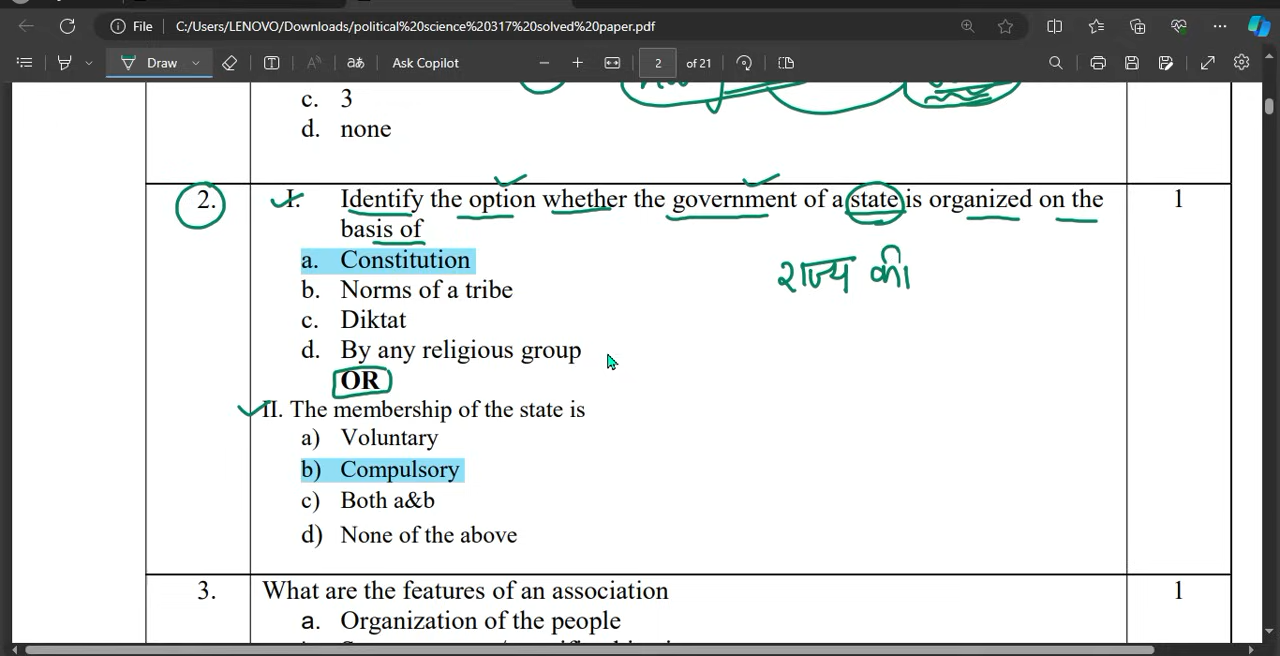 File C:/Users/LENOVO/Downloads/political%20science%20317%20solved%20paper.pdf
Draw aあ Ask Copilot 2 of 21
c. 3
d. none
2. I. Identify the option whether the government of a state is organized on the 1
basis of
a. Constitution
राज्य की
b. Norms of a tribe
c. Diktat
d. By any religious group
OR
II. The membership of the state is
a) Voluntary
b) Compulsory
c) Both a&b
d) None of the above
3. What are the features of an association 1
a. Organization of the people